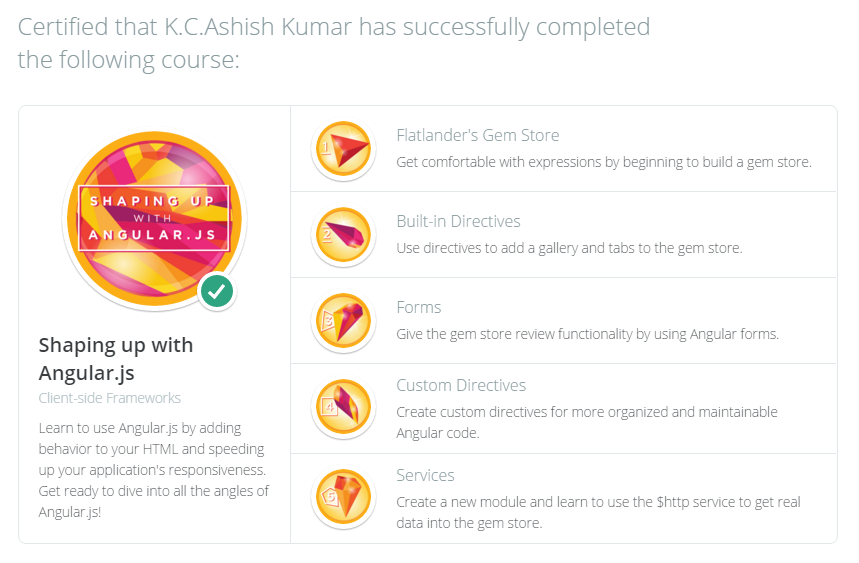 Certified that K.C.Ashish Kumar has successfully completed
the following course:
SHAPING UP
WITH
ANGULAR.JS
Shaping up with
Angular.js
Client-side Frameworks
Learn to use Angular.js by adding
behavior to your HTML and speeding
up your application's responsiveness.
Get ready to dive into all the angles of
Angular.js!
1
Flatlander's Gem Store
Get comfortable with expressions by beginning to build a gem store.
2
Built-in Directives
Use directives to add a gallery and tabs to the gem store.
3
Forms
Give the gem store review functionality by using Angular forms.
4
Custom Directives
Create custom directives for more organized and maintainable
Angular code.
5
Services
Create a new module and learn to use the $http service to get real
data into the gem store.